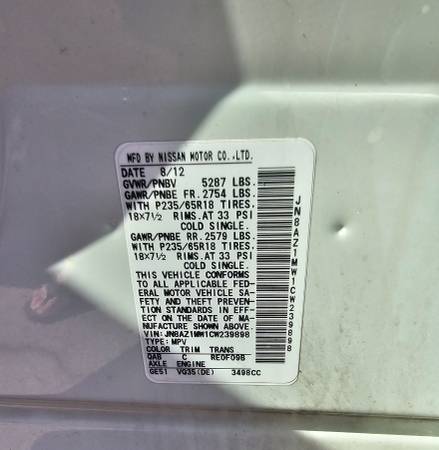 MFD BY NISSAN MOTOR CO.,LTD.
DATE 8/12
GVWR/PNBV 5287 LBS.
GAWR/PNBE FR. 2754 LBS.
WITH P235/65R18 TIRES.
18×7½ RIMS.AT 33 PSI
COLD SINGLE.
GAWR/PNBE RR. 2579 LBS.
WITH P235/65R18 TIRES.
18×7½ RIMS.AT 33 PSI
COLD SINGLE.
THIS VEHICLE CONFORMS
TO ALL APPLICABLE FED-
ERAL MOTOR VEHICLE SA-
FETY AND THEFT PREVEN-
TION STANDARDS IN EFF-
ECT ON THE DATE OF MA-
NUFACTURE SHOWN ABOVE.
VIN: JN8AZ1MW1CW239898
TYPE: MPV
COLOR TRIM TRANS
QAB C RE0F09B
AXLE ENGINE
GE51 VQ35(DE) 3498CC
JN8AZ1MW1CW239898